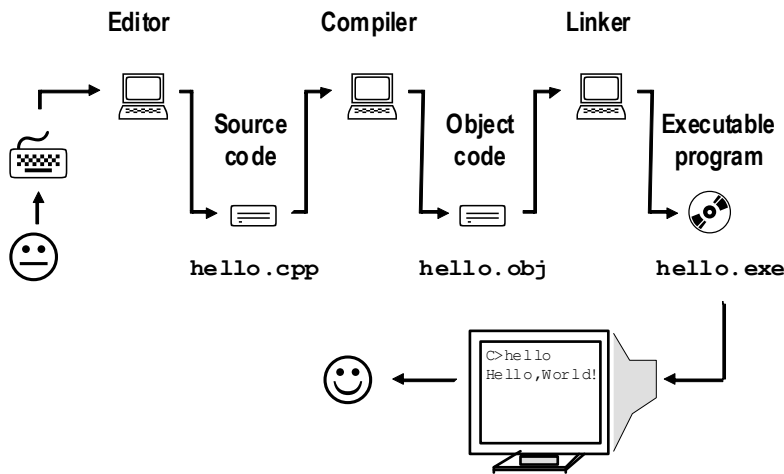 Editor
Compiler
Linker
Source
code
Object
code
Executable
program
hello.cpp
hello.obj
hello.exe
C>hello
Hello,World!